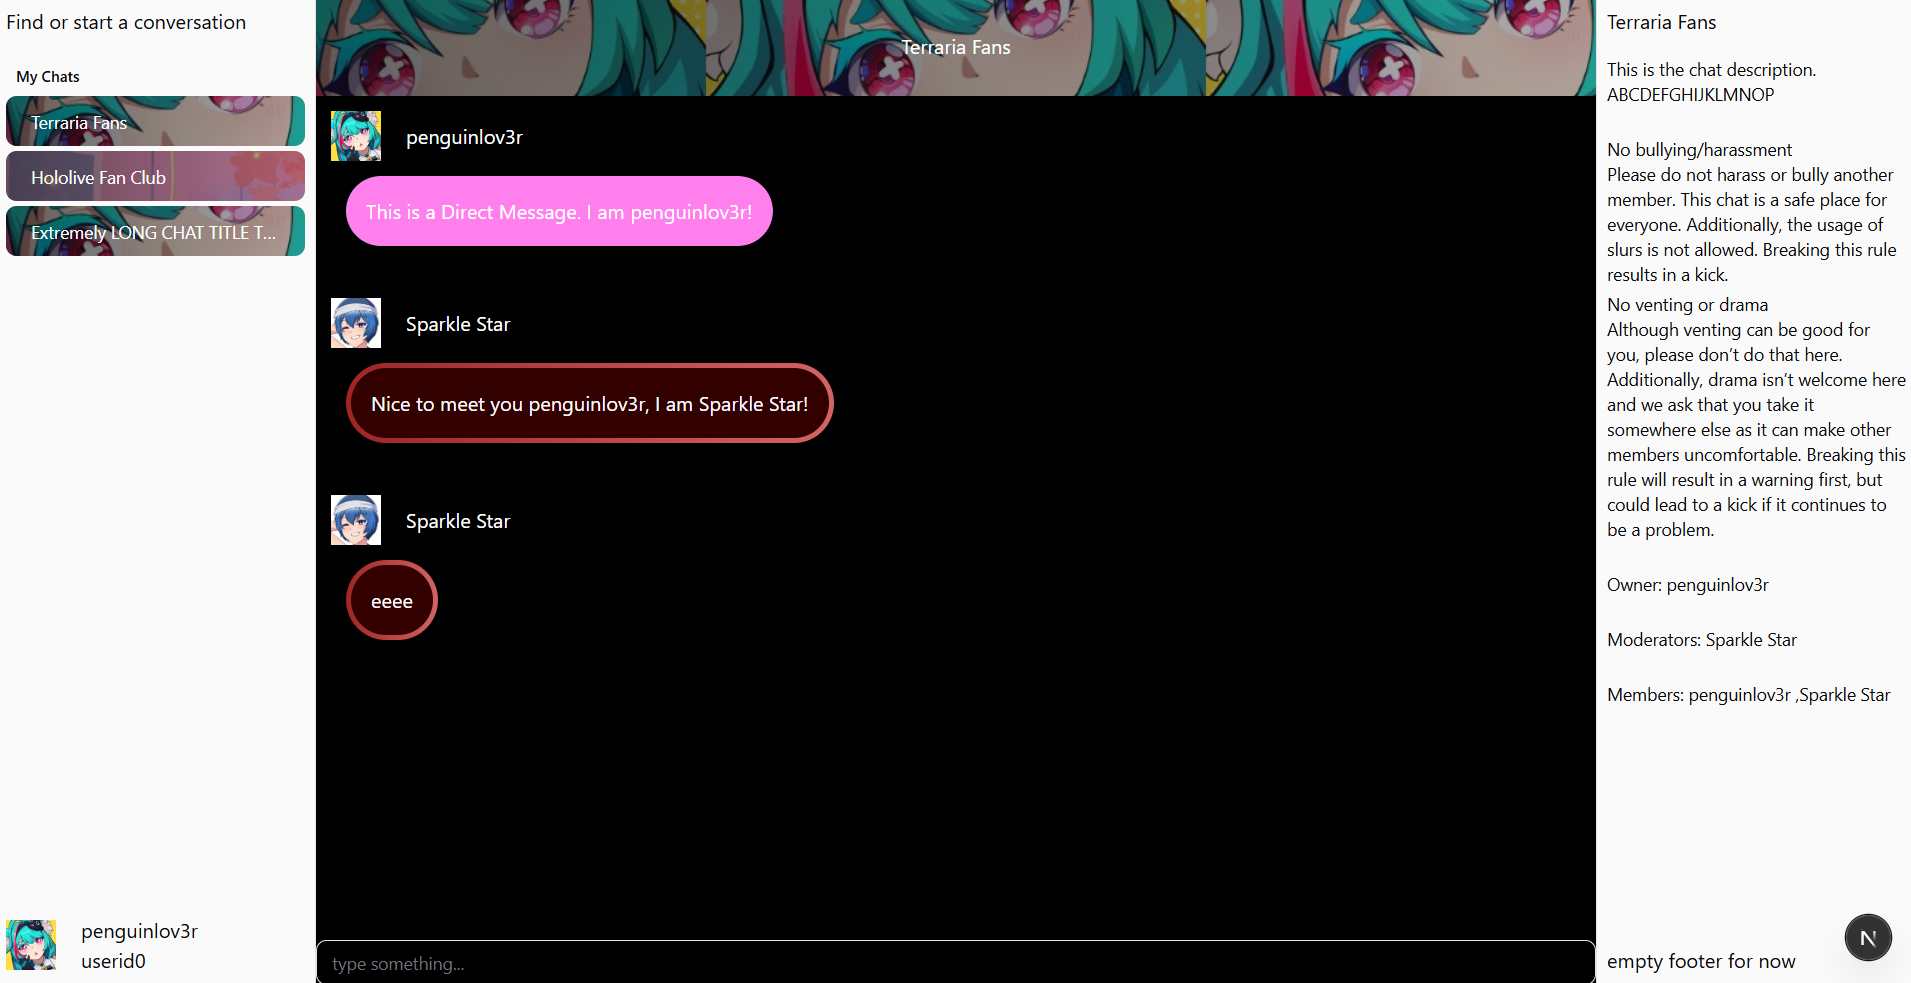 Find or start a conversation
My Chats
Terraria Fans
Hololive Fan Club
Extremely LONG CHAT TITLE T...
penguinlov3r
userid0
Terraria Fans
penguinlov3r
This is a Direct Message. I am penguinlov3r!
Sparkle Star
Nice to meet you penguinlov3r, I am Sparkle Star!
Sparkle Star
eeee
type something...
Terraria Fans
This is the chat description.
ABCDEFGHIJKLMNOP
No bullying/harassment
Please do not harass or bully another
member. This chat is a safe place for
everyone. Additionally, the usage of
slurs is not allowed. Breaking this rule
results in a kick.
No venting or drama
Although venting can be good for
you, please don’t do that here.
Additionally, drama isn’t welcome here
and we ask that you take it
somewhere else as it can make other
members uncomfortable. Breaking this
rule will result in a warning first, but
could lead to a kick if it continues to
be a problem.
Owner: penguinlov3r
Moderators: Sparkle Star
Members: penguinlov3r ,Sparkle Star
N
empty footer for now